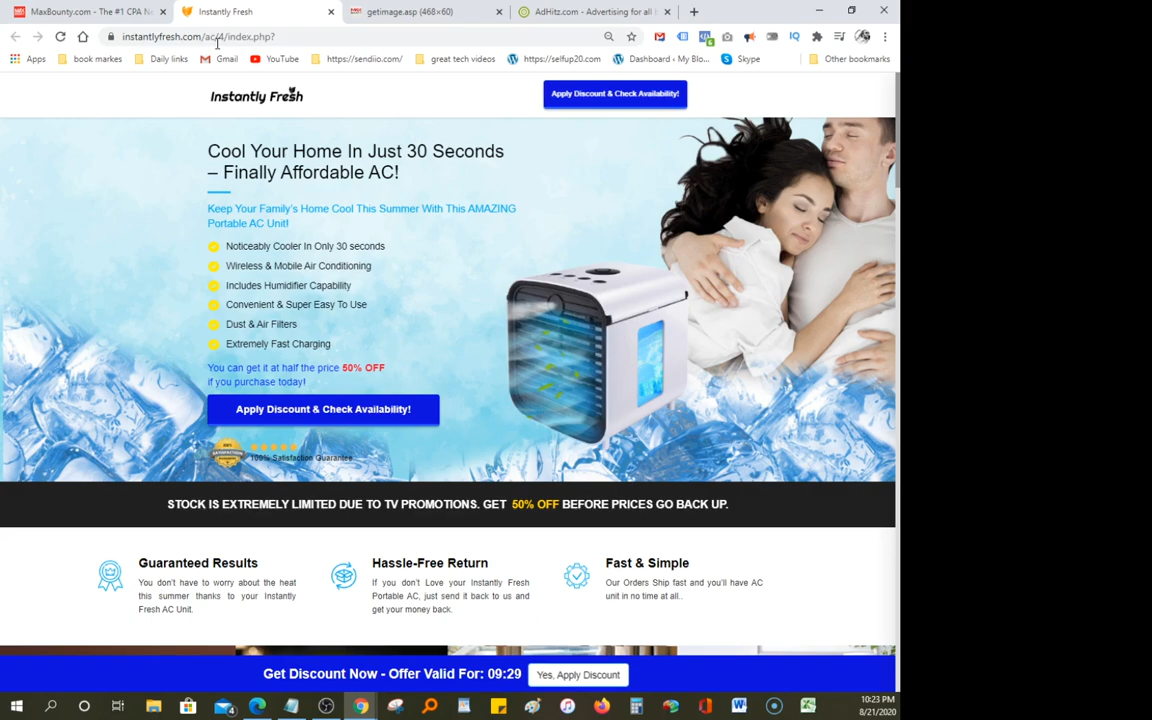 MaxBounty.com - The #1 CPA Ne
Instantly Fresh
getimage.asp (468×60)
AdHitz.com - Advertising for all b
instantlyfresh.com/ac/4/index.php?
6
IQ
Apps
book markes
Daily links
Gmail
YouTube
https://sendiio.com/
great tech videos
https://selfup20.com
Dashboard ‹ My Blo...
Skype
Other bookmarks
Instantly Fresh
Apply Discount & Check Availability!
Cool Your Home In Just 30 Seconds
– Finally Affordable AC!
Keep Your Family's Home Cool This Summer With This AMAZING
Portable AC Unit!
Noticeably Cooler In Only 30 seconds
Wireless & Mobile Air Conditioning
Includes Humidifier Capability
Convenient & Super Easy To Use
Dust & Air Filters
Extremely Fast Charging
You can get it at half the price 50% OFF
if you purchase today!
Apply Discount & Check Availability!
100% Satisfaction Guarantee
STOCK IS EXTREMELY LIMITED DUE TO TV PROMOTIONS. GET 50% OFF BEFORE PRICES GO BACK UP.
Guaranteed Results
You don't have to worry about the heat
this summer thanks to your Instantly
Fresh AC Unit.
Hassle-Free Return
If you don't Love your Instantly Fresh
Portable AC, just send it back to us and
get your money back.
Fast & Simple
Our Orders Ship fast and you'll have AC
unit in no time at all..
Get Discount Now - Offer Valid For: 09:29
Yes, Apply Discount
4
10:23 PM
8/21/2020